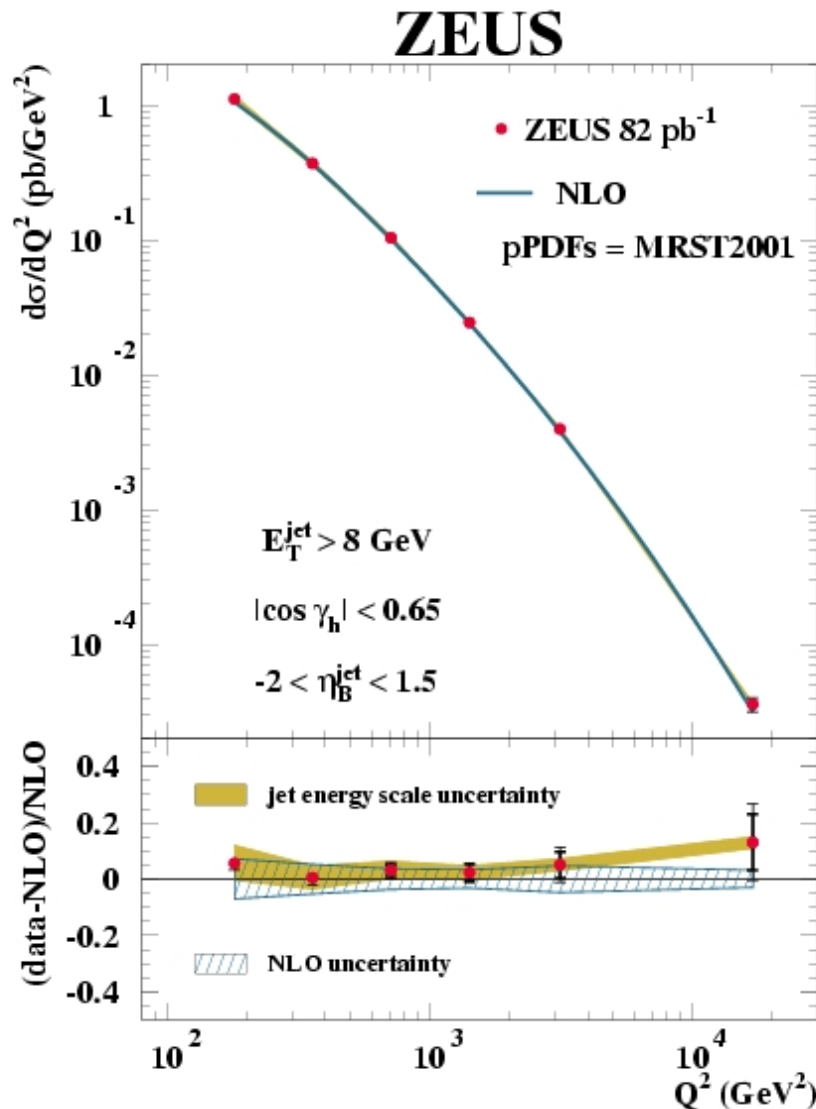 ZEUS
10² 10³ 10⁴
dσ/dQ² (pb/GeV²)
1
10⁻¹
10⁻²
10⁻³
10⁻⁴
ZEUS 82 pb⁻¹
NLO
pPDFs = MRST2001
E_T^jet > 8 GeV
|cos γ_h| < 0.65
-2 < η_B^jet < 1.5
(data-NLO)/NLO
0.4
0.2
0
-0.2
-0.4
jet energy scale uncertainty
NLO uncertainty
10² 10³ 10⁴
Q² (GeV²)